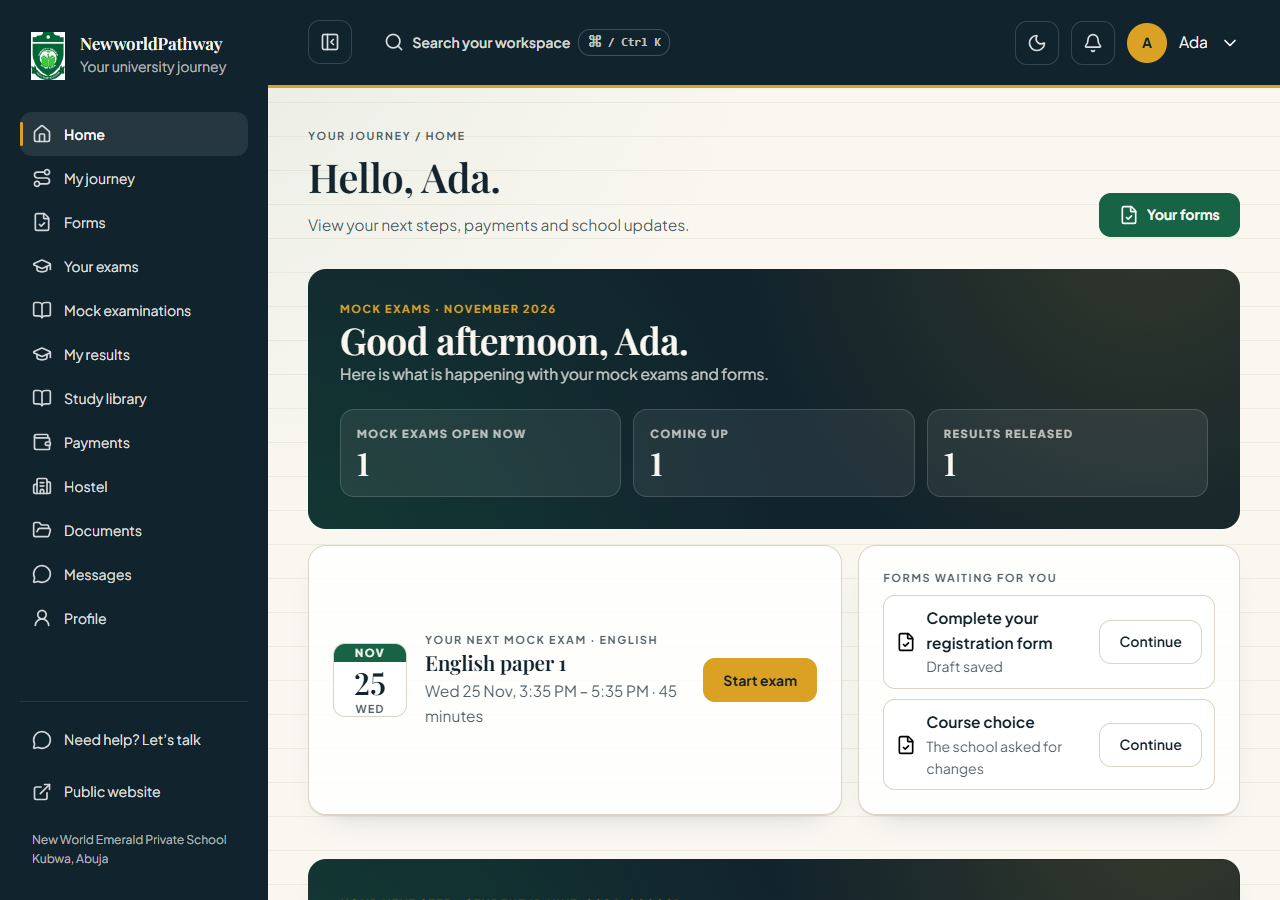 NewworldPathway
Your university journey
Search your workspace
⌘ / Ctrl K
A
Ada
Home
My journey
Forms
Your exams
Mock examinations
My results
Study library
Payments
Hostel
Documents
Messages
Profile
Need help? Let's talk
Public website
New World Emerald Private School
Kubwa, Abuja
YOUR JOURNEY / HOME
Hello, Ada.
View your next steps, payments and school updates.
Your forms
MOCK EXAMS · NOVEMBER 2026
Good afternoon, Ada.
Here is what is happening with your mock exams and forms.
MOCK EXAMS OPEN NOW
1
COMING UP
1
RESULTS RELEASED
1
NOV
25
WED
YOUR NEXT MOCK EXAM · ENGLISH
English paper 1
Wed 25 Nov, 3:35 PM – 5:35 PM · 45
minutes
Start exam
FORMS WAITING FOR YOU
Complete your
registration form
Draft saved
Continue
Course choice
The school asked for
changes
Continue